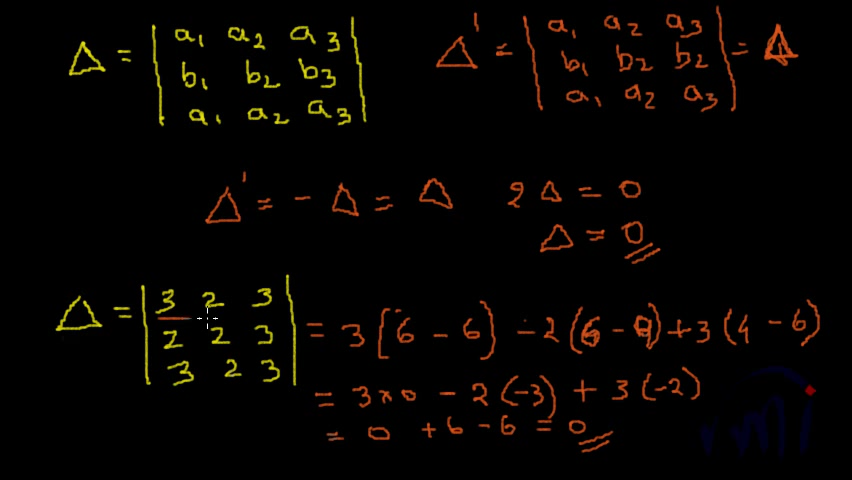 Δ = | a₁ a₂ a₃ |
| b₁ b₂ b₃ |
| a₁ a₂ a₃ |
Δ' = | a₁ a₂ a₃ | = Δ
| b₁ b₂ b₂ |
| a₁ a₂ a₃ |
Δ' = - Δ = Δ 2Δ = 0
Δ = 0
Δ = | 3 2 3 |
| 2 2 3 |
| 3 2 3 |
= 3[6 - 6) - 2(6 - 9) + 3(4 - 6)
= 3×0 - 2(-3) + 3(-2)
= 0 + 6 - 6 = 0